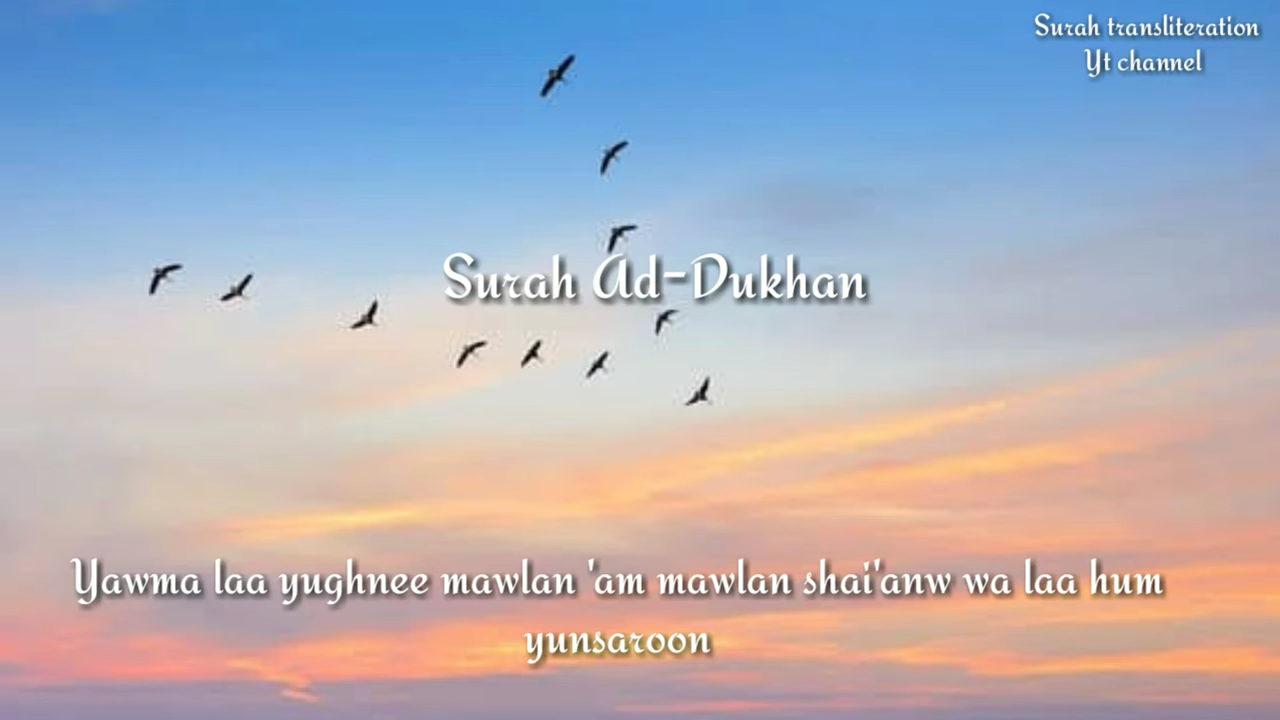 Surah transliteration
Yt channel
Surah Ad-Dukhan
Yawma laa yughnee mawlan 'am mawlan shai'anw wa laa hum
yunsaroon